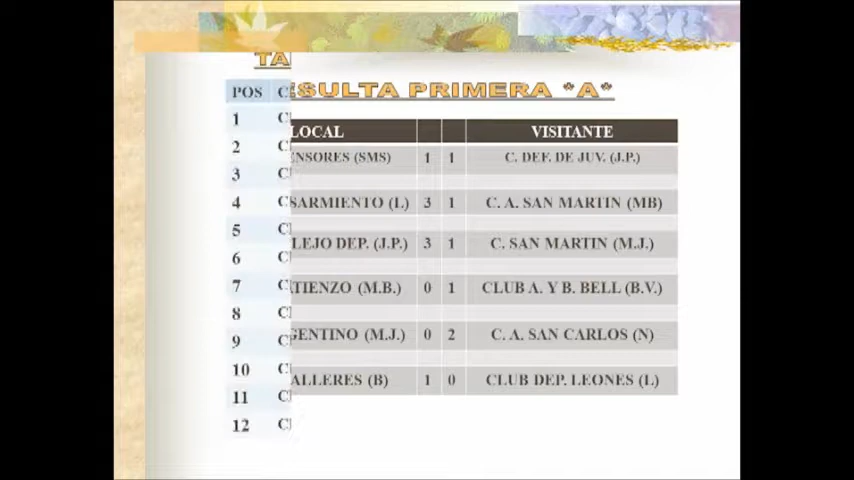 TA
ESULTA PRIMERA *A*
POS C
LOCAL VISITANTE
1
2
3
4
5
6
7
8
9
10
11
12
ENSORES (SMS) 1 1 C. DEF. DE JUV. (J.P.)
SARMIENTO (L) 3 1 C. A. SAN MARTIN (MB)
LEJO DEP. (J.P.) 3 1 C. SAN MARTIN (M.J.)
TIENZO (M.B.) 0 1 CLUB A. Y B. BELL (B.V.)
GENTINO (M.J.) 0 2 C. A. SAN CARLOS (N)
ALLERES (B) 1 0 CLUB DEP. LEONES (L)